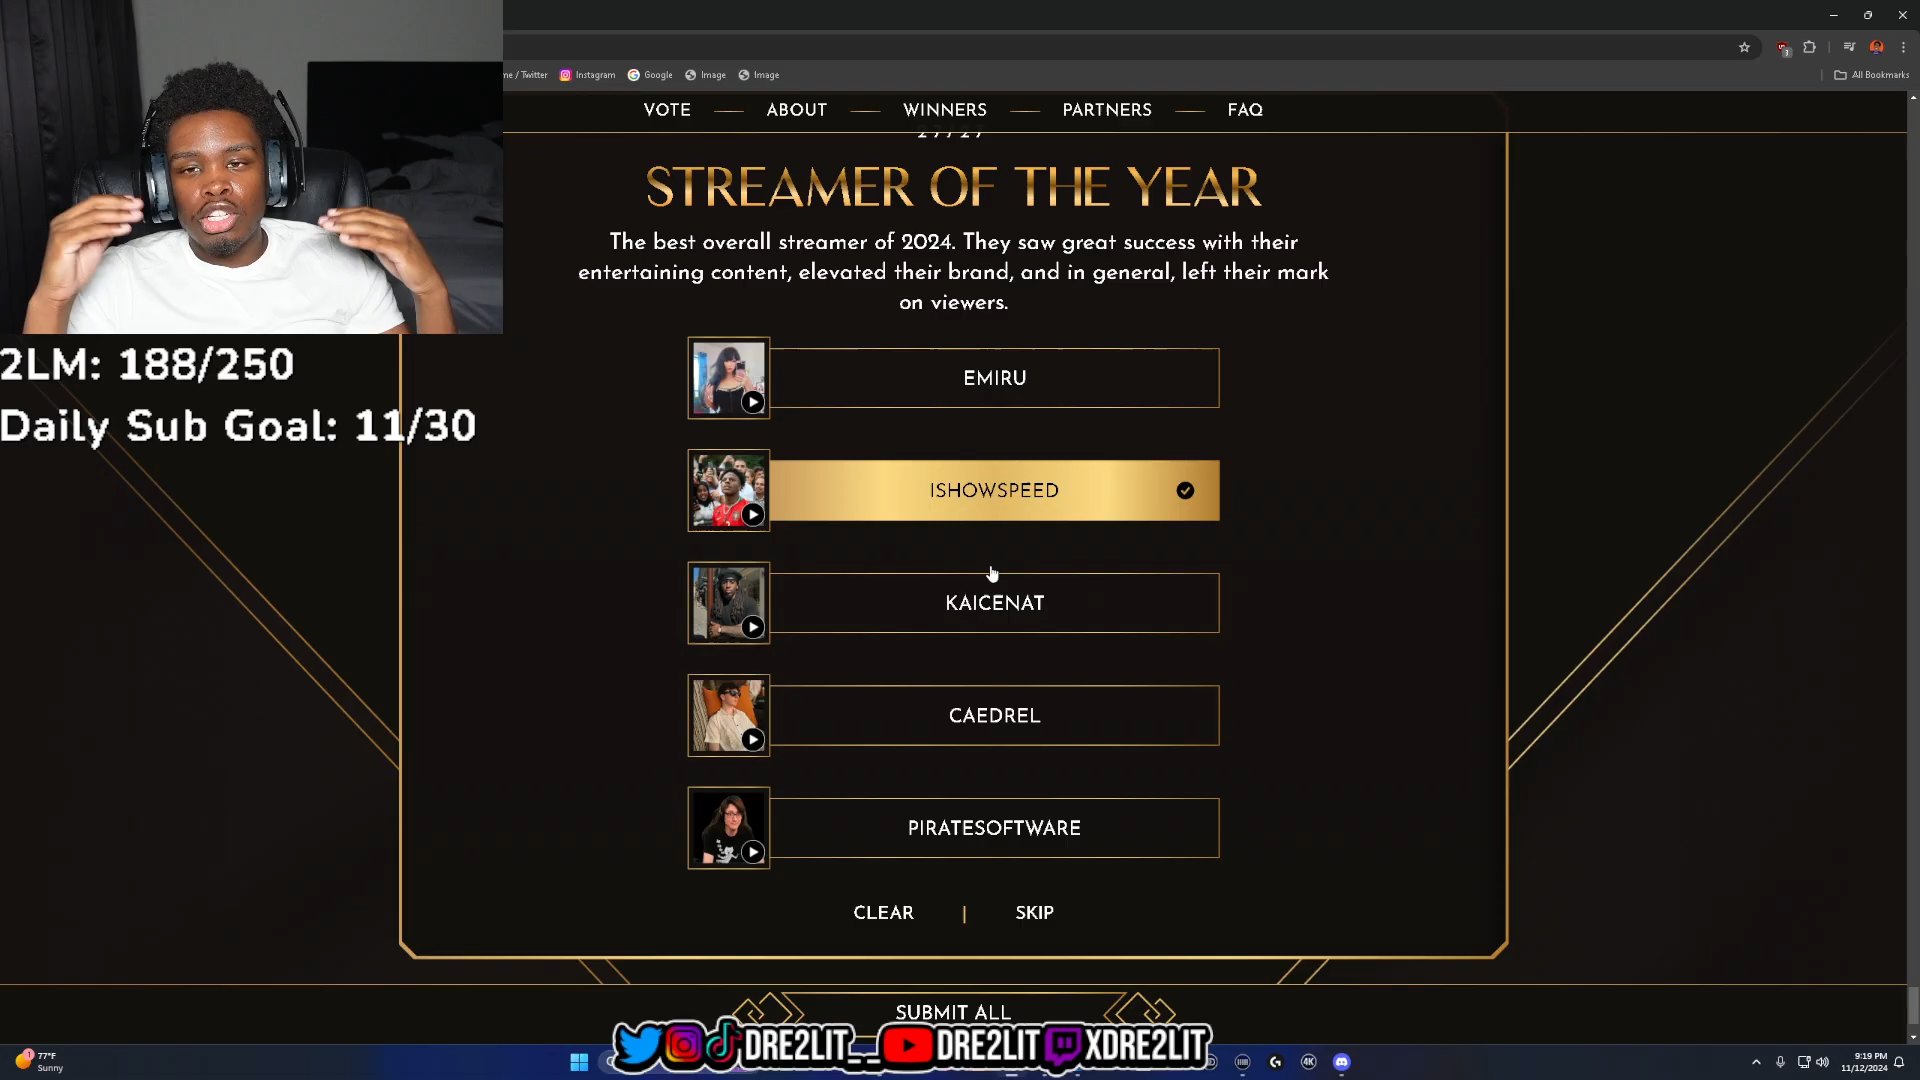 me / Twitter Instagram Google Image Image All Bookmarks
VOTE ABOUT WINNERS PARTNERS FAQ
27/27
STREAMER OF THE YEAR
The best overall streamer of 2024. They saw great success with their
entertaining content, elevated their brand, and in general, left their mark
on viewers.
2LM: 188/250
Daily Sub Goal: 11/30
EMIRU
ISHOWSPEED
KAICENAT
CAEDREL
PIRATESOFTWARE
CLEAR | SKIP
SUBMIT ALL
DRE2LIT__ DRE2LIT XDRE2LIT
77°F
Sunny
9:19 PM
11/12/2024